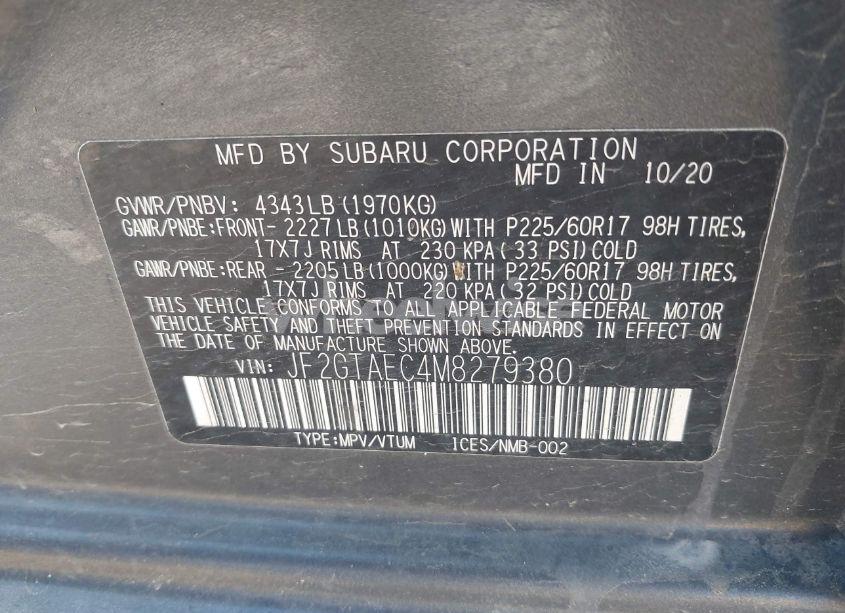 MFD BY SUBARU CORPORATION
MFD IN 10/20
GVWR/PNBV: 4343LB(1970KG)
GAWR/PNBE:FRONT- 2227LB(1010KG)WITH P225/60R17 98H TIRES,
17X7J RIMS AT 230 KPA(33 PSI)COLD
GAWR/PNBE:REAR - 2205LB(1000KG)WITH P225/60R17 98H TIRES,
17X7J RIMS AT 220 KPA(32 PSI)COLD
THIS VEHICLE CONFORMS TO ALL APPLICABLE FEDERAL MOTOR
VEHICLE SAFETY AND THEFT PREVENTION STANDARDS IN EFFECT ON
THE DATE OF MANUFACTURE SHOWN ABOVE.
VIN: JF2GTAEC4M8279380
TYPE:MPV/VTUM ICES/NMB-002